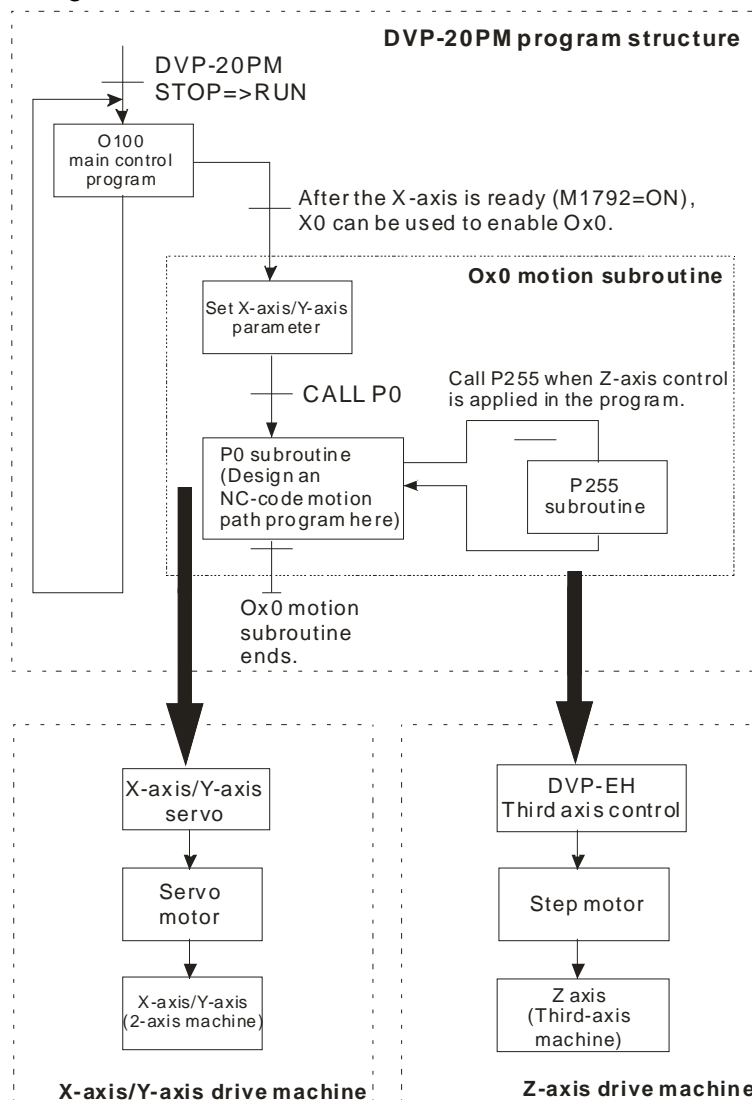 DVP-20PM program structure
DVP-20PM
STOP=>RUN
O100
main control
program
After the X-axis is ready (M1792=ON),
X0 can be used to enable Ox0.
Ox0 motion subroutine
Set X-axis/Y-axis
parameter
CALL P0
Call P255 when Z-axis control
is applied in the program.
P0 subroutine
(Design an
NC-code motion
path program here)
P255
subroutine
Ox0 motion
subroutine
ends.
X-axis/Y-axis
servo
Servo
motor
X-axis/Y-axis
(2-axis machine)
X-axis/Y-axis drive machine
DVP-EH
Third axis control
Step motor
Z axis
(Third-axis
machine)
Z-axis drive machine